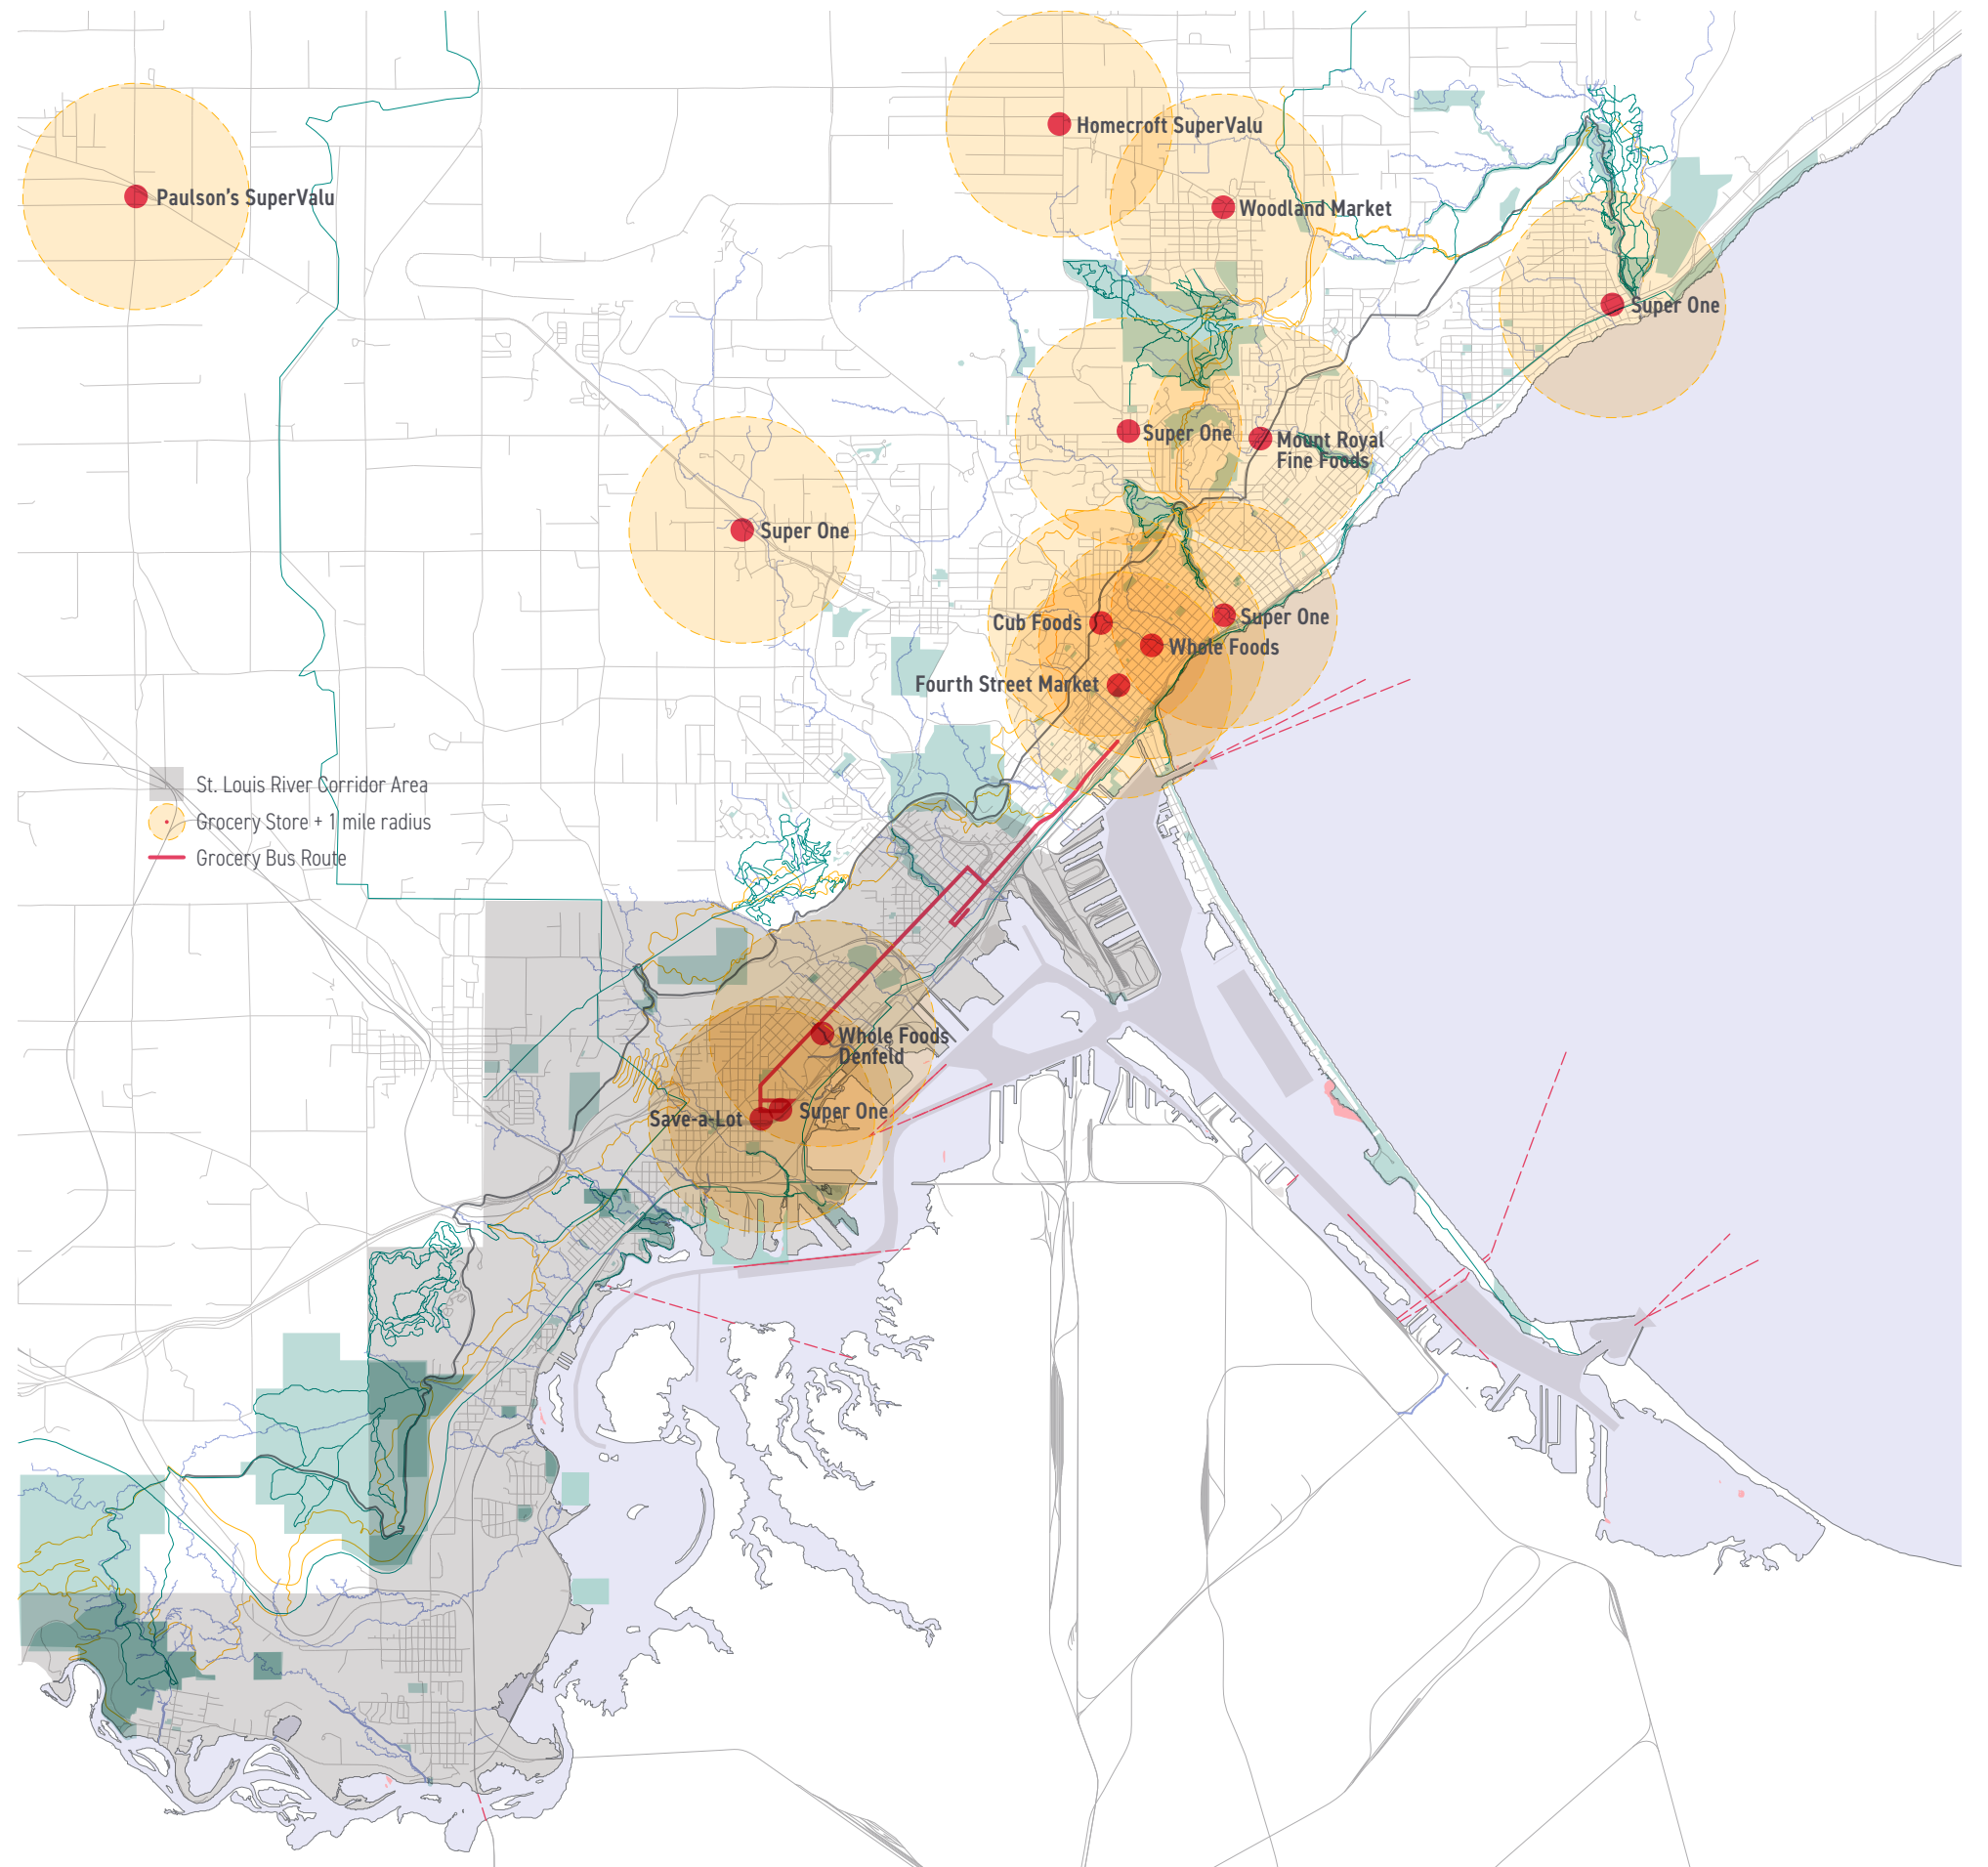 Homecroft SuperValu
Paulson's SuperValu
Woodland Market
Super One
Super One
Mount Royal
Fine Foods
Super One
Cub Foods
Super One
Whole Foods
Fourth Street Market
St. Louis River Corridor Area
Grocery Store + 1 mile radius
Grocery Bus Route
Whole Foods
Denfeld
Save-a-Lot
Super One